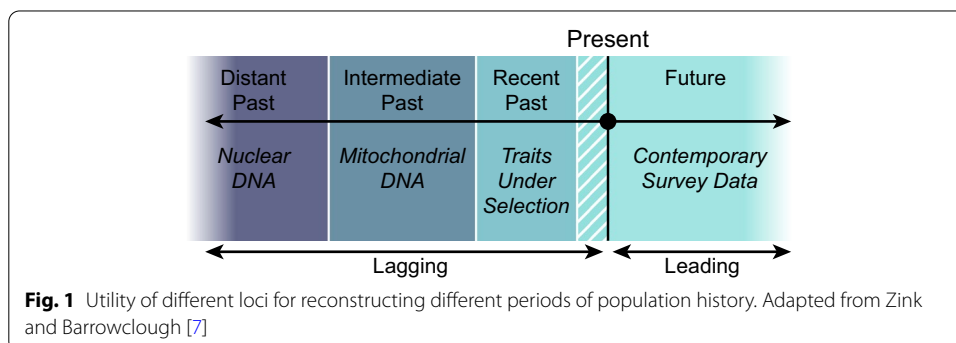 Present
Distant Past
Intermediate Past
Recent Past
Future
Nuclear DNA
Mitochondrial DNA
Traits Under Selection
Contemporary Survey Data
Lagging
Leading
Fig. 1 Utility of different loci for reconstructing different periods of population history. Adapted from Zink
and Barrowclough [7]